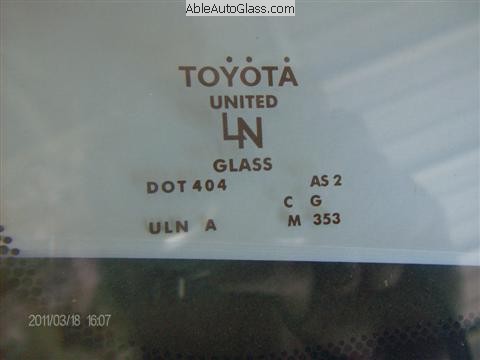 AbleAutoGlass.com
TOYOTA
UNITED
LN
GLASS
DOT 404 AS 2
C G
ULN A M 353
2011/03/18 16:07